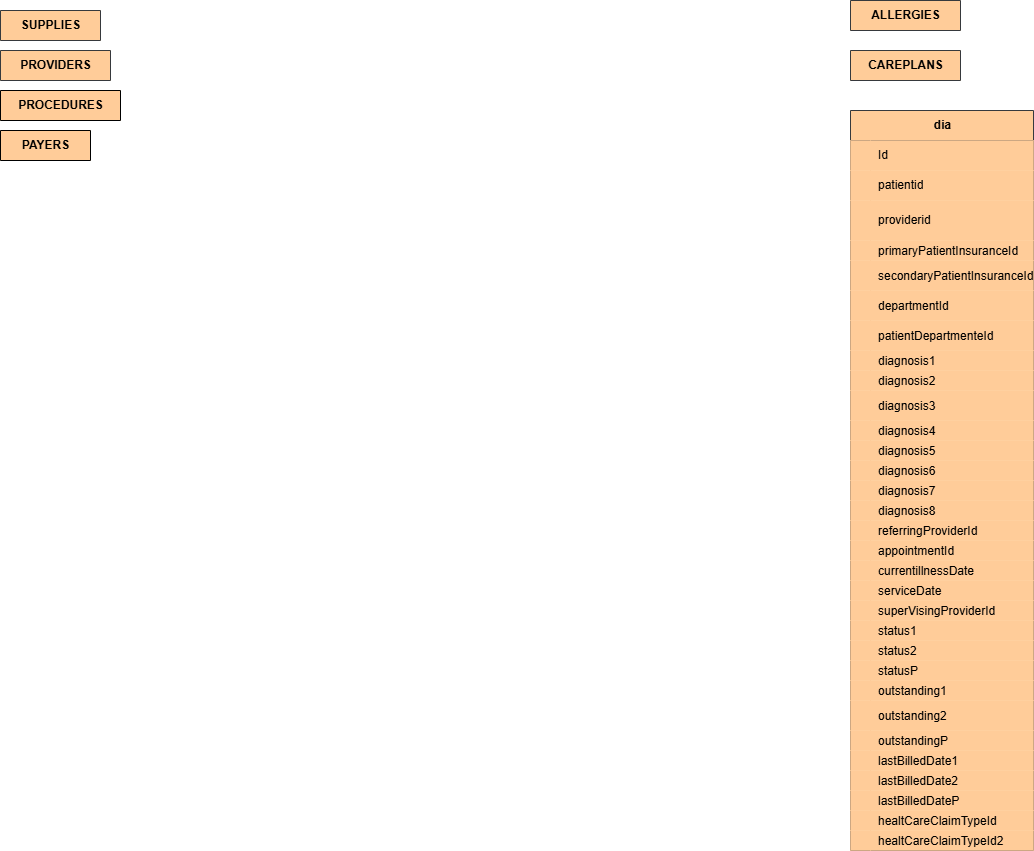 SUPPLIES
PROVIDERS
PROCEDURES
PAYERS
ALLERGIES
CAREPLANS
dia
Id
patientid
providerid
primaryPatientInsuranceId
secondaryPatientInsuranceId
departmentId
patientDepartmenteId
diagnosis1
diagnosis2
diagnosis3
diagnosis4
diagnosis5
diagnosis6
diagnosis7
diagnosis8
referringProviderId
appointmentId
currentillnessDate
serviceDate
superVisingProviderId
status1
status2
statusP
outstanding1
outstanding2
outstandingP
lastBilledDate1
lastBilledDate2
lastBilledDateP
healtCareClaimTypeId
healtCareClaimTypeId2